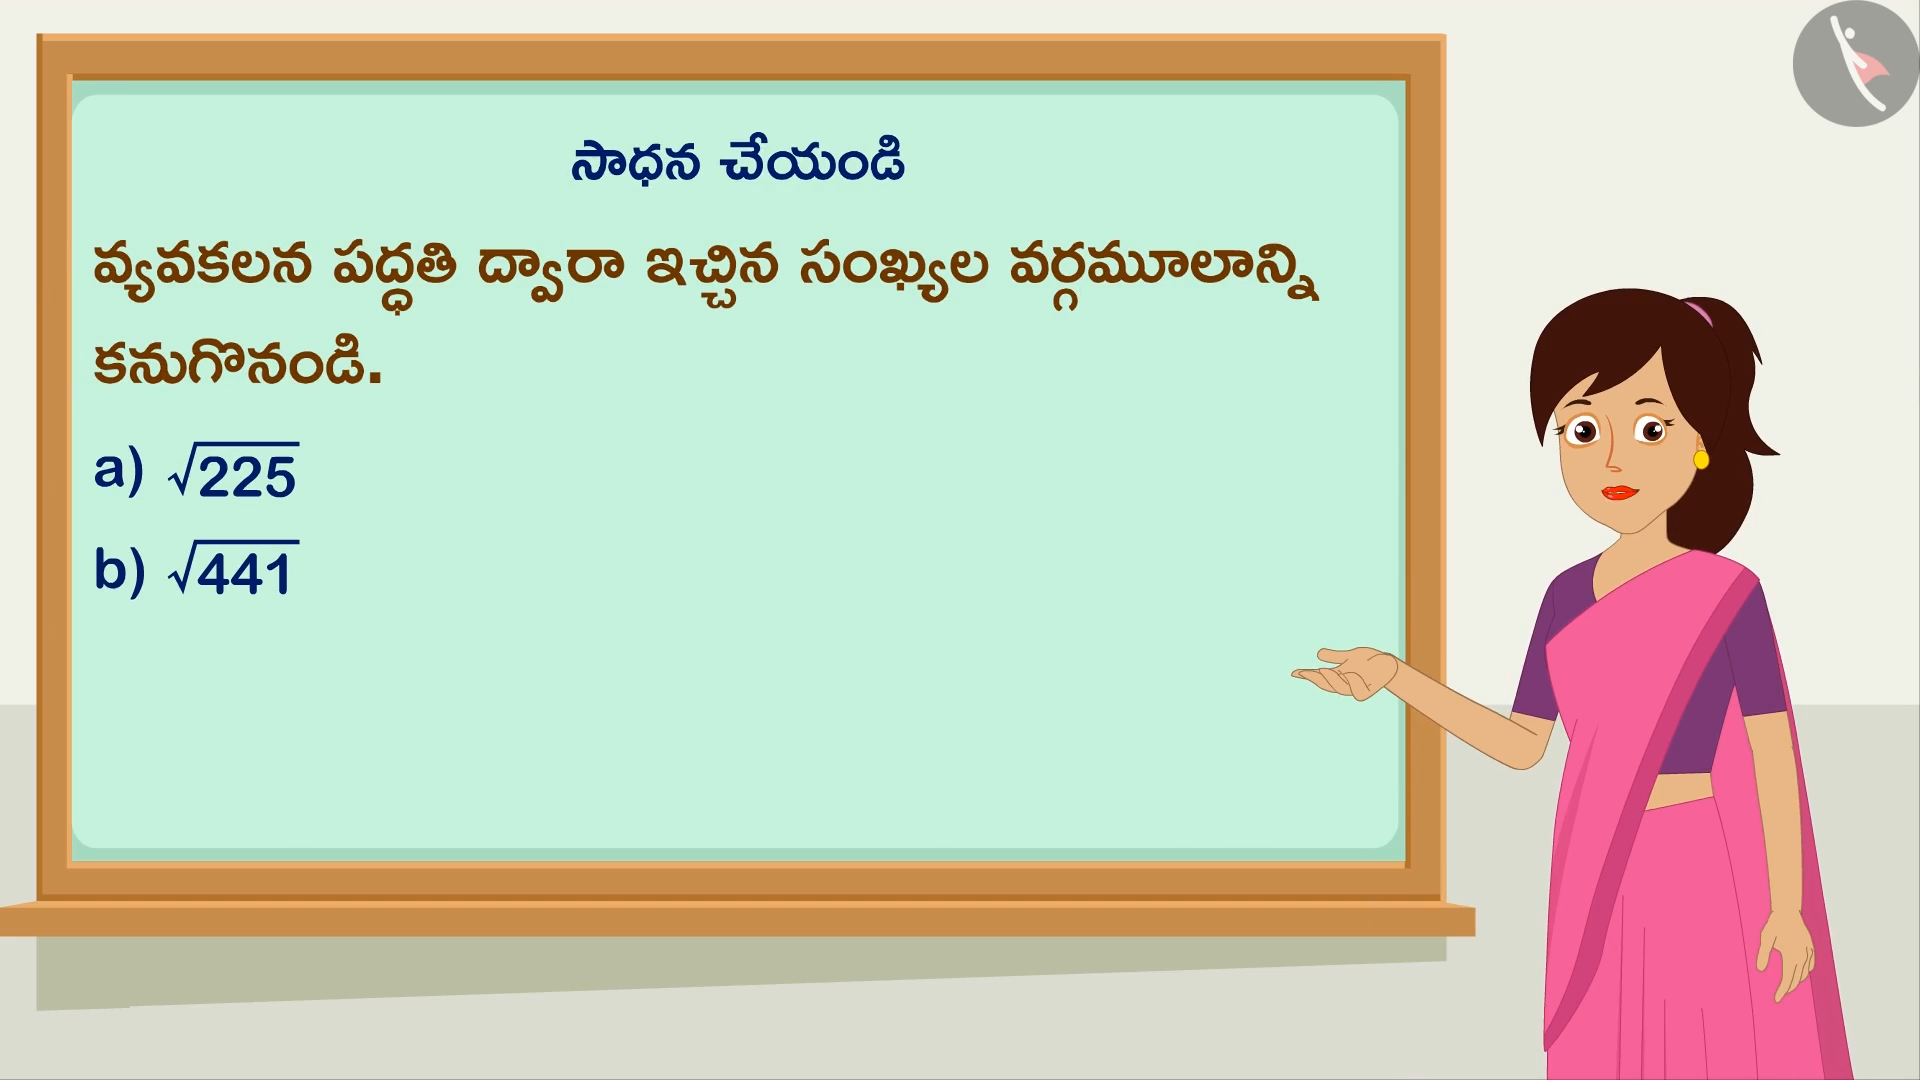 సాధన చేయండి
వ్యవకలన పద్ధతి ద్వారా ఇచ్చిన సంఖ్యల వర్గమూలాన్ని
కనుగొనండి.
a) √225
b) √441